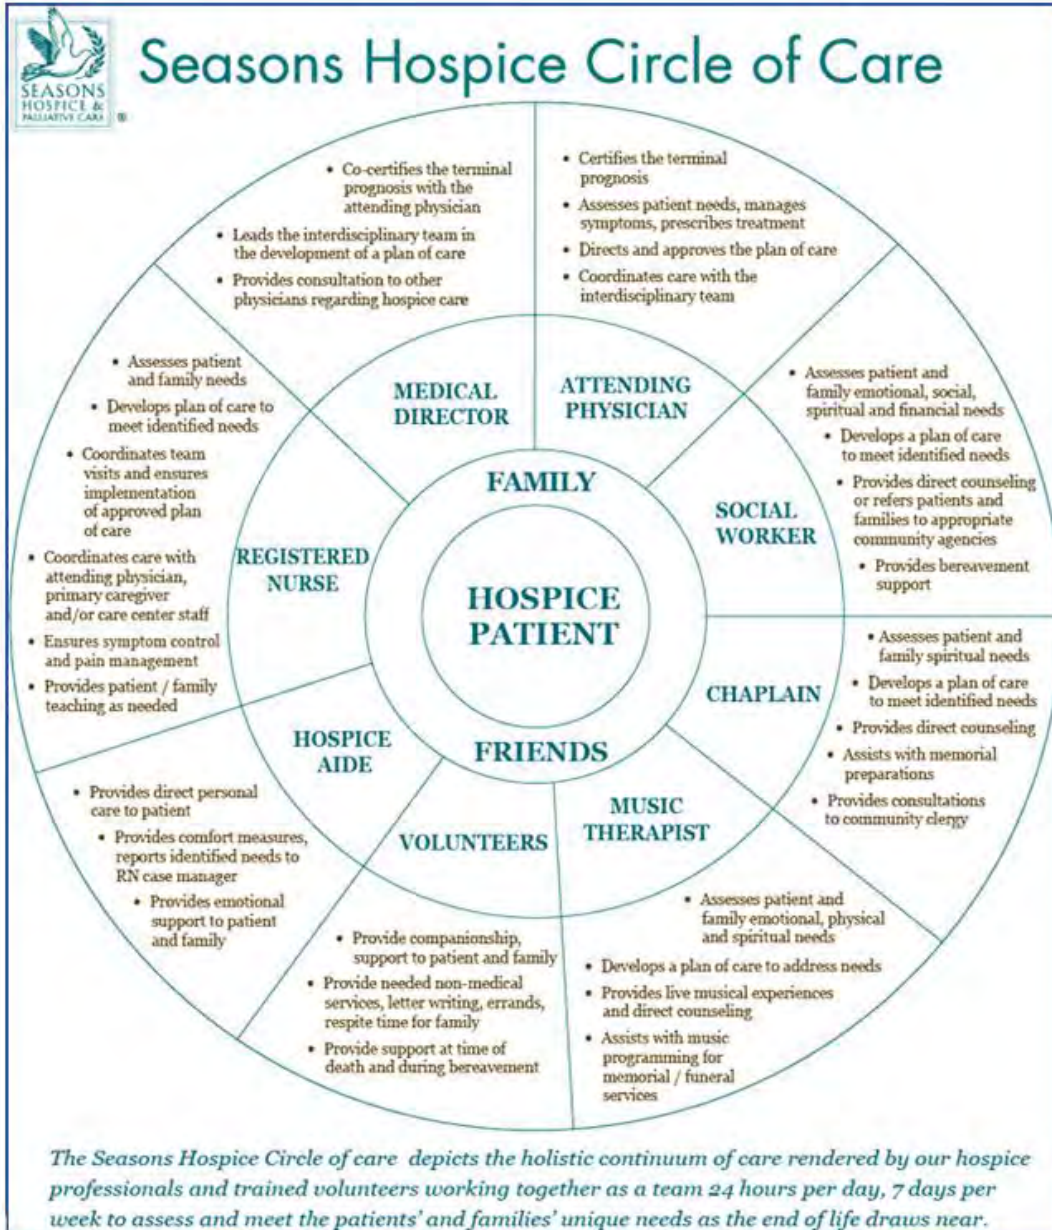 SEASONS
HOSPICE &
PALLIATIVE CARE ®
Seasons Hospice Circle of Care
• Co-certifies the terminal
prognosis with the
attending physician
• Leads the interdisciplinary team in
the development of a plan of care
• Provides consultation to other
physicians regarding hospice care
• Certifies the terminal
prognosis
• Assesses patient needs, manages
symptoms, prescribes treatment
• Directs and approves the plan of care
• Coordinates care with the
interdisciplinary team
MEDICAL
DIRECTOR
ATTENDING
PHYSICIAN
• Assesses patient
and family needs
• Develops plan of care to
meet identified needs
• Coordinates team
visits and ensures
implementation
of approved plan
of care
• Coordinates care with
attending physician,
primary caregiver
and/or care center staff
• Ensures symptom control
and pain management
• Provides patient / family
teaching as needed
REGISTERED
NURSE
FAMILY
HOSPICE
PATIENT
FRIENDS
SOCIAL
WORKER
• Assesses patient and
family emotional, social,
spiritual and financial needs
• Develops a plan of care
to meet identified needs
• Provides direct counseling
or refers patients and
families to appropriate
community agencies
• Provides bereavement
support
CHAPLAIN
• Assesses patient and
family spiritual needs
• Develops a plan of care
to meet identified needs
• Provides direct counseling
• Assists with memorial
preparations
• Provides consultations
to community clergy
HOSPICE
AIDE
• Provides direct personal
care to patient
• Provides comfort measures,
reports identified needs to
RN case manager
• Provides emotional
support to patient
and family
VOLUNTEERS
• Provide companionship,
support to patient and family
• Provide needed non-medical
services, letter writing, errands,
respite time for family
• Provide support at time of
death and during bereavement
MUSIC
THERAPIST
• Assesses patient and
family emotional, physical
and spiritual needs
• Develops a plan of care to address needs
• Provides live musical experiences
and direct counseling
• Assists with music
programming for
memorial / funeral
services
The Seasons Hospice Circle of care depicts the holistic continuum of care rendered by our hospice
professionals and trained volunteers working together as a team 24 hours per day, 7 days per
week to assess and meet the patients' and families' unique needs as the end of life draws near.